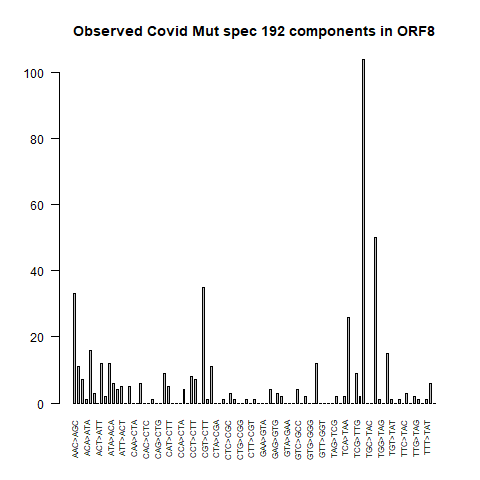 Observed Covid Mut spec 192 components in ORF8
100
80
60
40
20
0
AAC>AGC
ACA>ATA
ACT>ATT
ATA>ACA
ATT>ACT
CAA>CTA
CAC>CTC
CAG>CTG
CAT>CTT
CCA>CTA
CCT>CTT
CGT>CTT
CTA>CGA
CTC>CGC
CTG>CGG
CTT>CGT
GAA>GTA
GAG>GTG
GTA>GAA
GTC>GCC
GTG>GGG
GTT>GGT
TAG>TCG
TCA>TAA
TCG>TTG
TGC>TAC
TGG>TAG
TGT>TAT
TTC>TAC
TTG>TAG
TTT>TAT